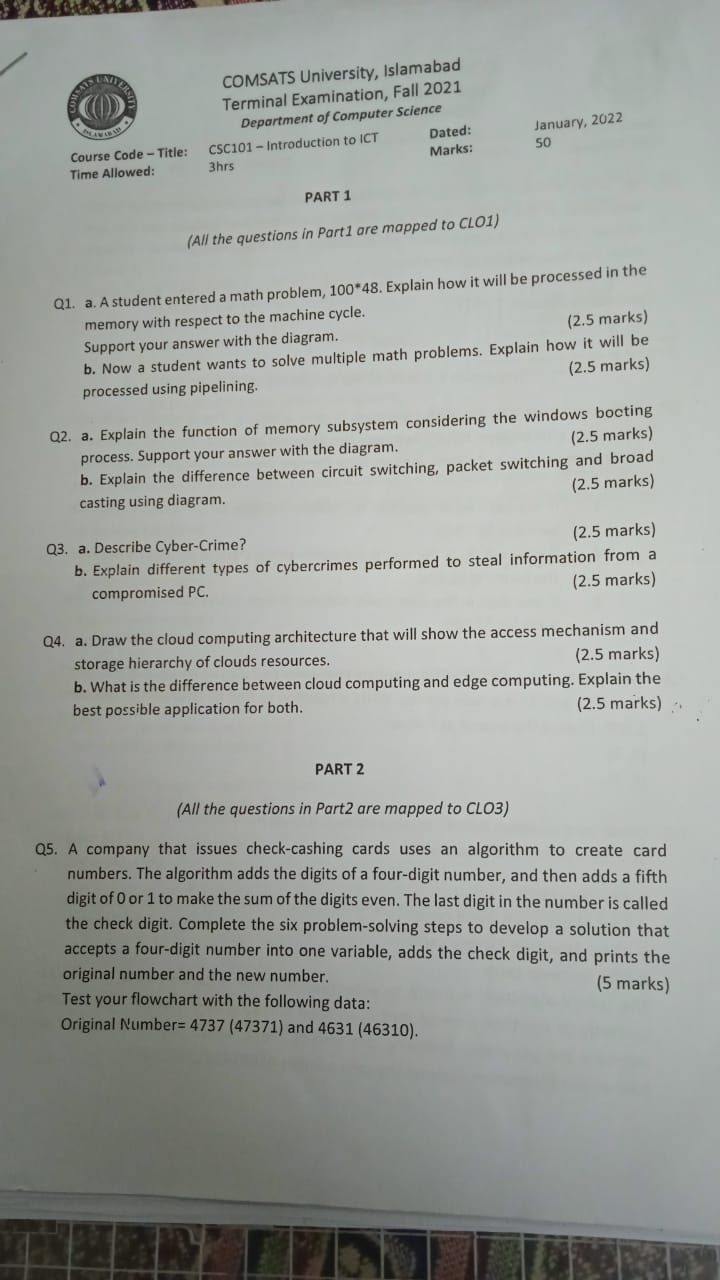 COMSATS UNIVERSITY
ISLAMABAD
COMSATS University, Islamabad
Terminal Examination, Fall 2021
Department of Computer Science
Course Code – Title: CSC101 – Introduction to ICT Dated: January, 2022
Time Allowed: 3hrs Marks: 50
PART 1
(All the questions in Part1 are mapped to CLO1)
Q1. a. A student entered a math problem, 100*48. Explain how it will be processed in the
memory with respect to the machine cycle.
Support your answer with the diagram. (2.5 marks)
b. Now a student wants to solve multiple math problems. Explain how it will be
processed using pipelining. (2.5 marks)
Q2. a. Explain the function of memory subsystem considering the windows booting
process. Support your answer with the diagram. (2.5 marks)
b. Explain the difference between circuit switching, packet switching and broad
casting using diagram. (2.5 marks)
Q3. a. Describe Cyber-Crime? (2.5 marks)
b. Explain different types of cybercrimes performed to steal information from a
compromised PC. (2.5 marks)
Q4. a. Draw the cloud computing architecture that will show the access mechanism and
storage hierarchy of clouds resources. (2.5 marks)
b. What is the difference between cloud computing and edge computing. Explain the
best possible application for both. (2.5 marks)
PART 2
(All the questions in Part2 are mapped to CLO3)
Q5. A company that issues check-cashing cards uses an algorithm to create card
numbers. The algorithm adds the digits of a four-digit number, and then adds a fifth
digit of 0 or 1 to make the sum of the digits even. The last digit in the number is called
the check digit. Complete the six problem-solving steps to develop a solution that
accepts a four-digit number into one variable, adds the check digit, and prints the
original number and the new number. (5 marks)
Test your flowchart with the following data:
Original Number= 4737 (47371) and 4631 (46310).